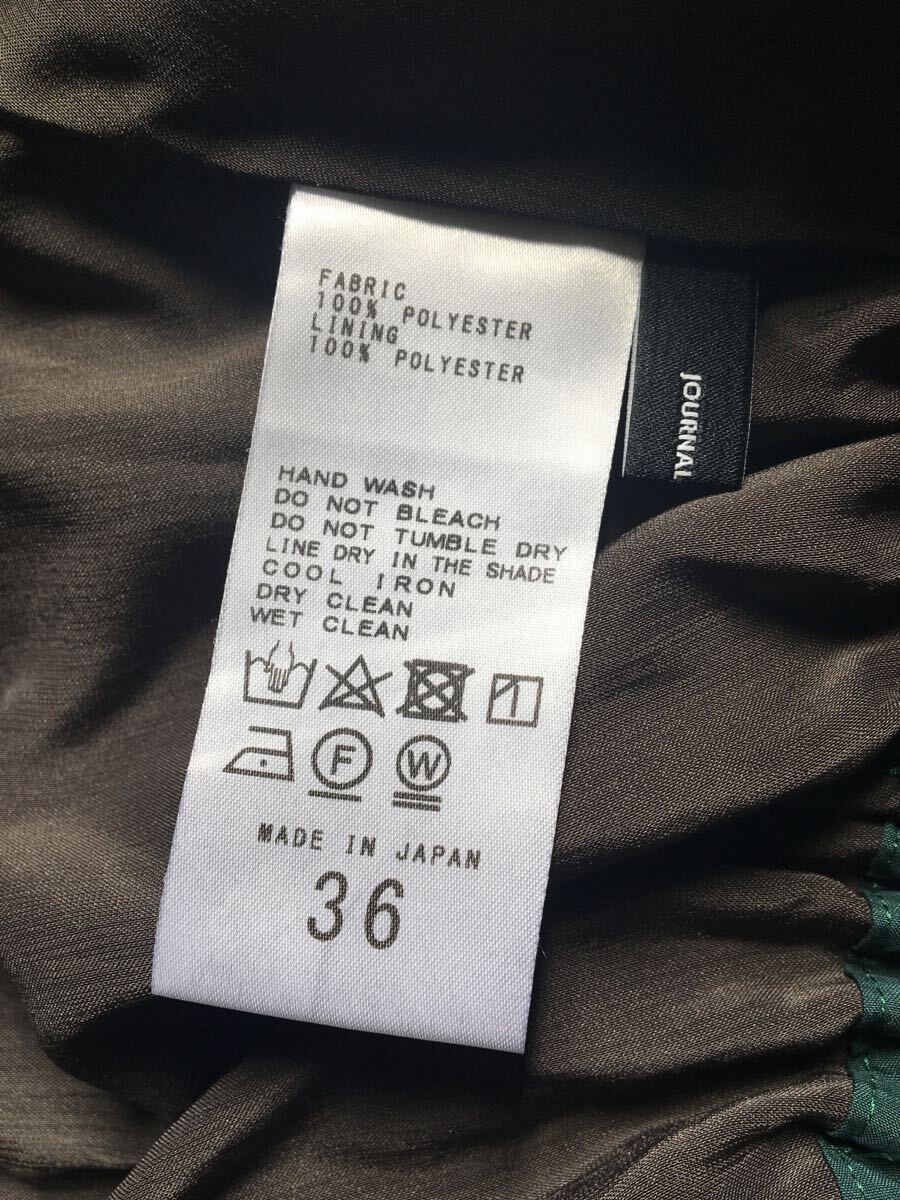 FABRIC
100% POLYESTER
LINING
100% POLYESTER
JOURNAL
HAND WASH
DO NOT BLEACH
DO NOT TUMBLE DRY
LINE DRY IN THE SHADE
COOL IRON
DRY CLEAN
WET CLEAN
F W
MADE IN JAPAN
36